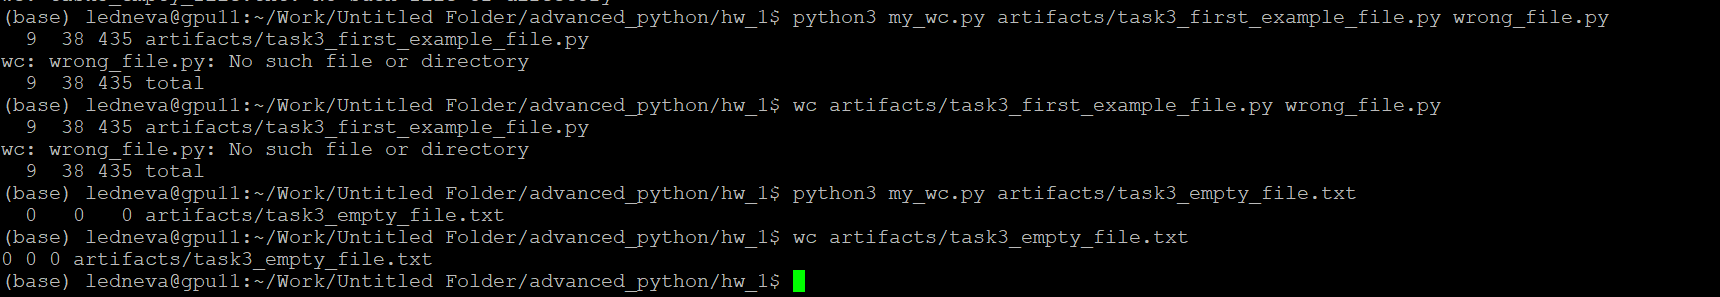 (base) ledneva@gpu11:~/Work/Untitled Folder/advanced_python/hw_1$ python3 my_wc.py artifacts/task3_first_example_file.py wrong_file.py
  9  38 435 artifacts/task3_first_example_file.py
wc: wrong_file.py: No such file or directory
  9  38 435 total
(base) ledneva@gpu11:~/Work/Untitled Folder/advanced_python/hw_1$ wc artifacts/task3_first_example_file.py wrong_file.py
  9  38 435 artifacts/task3_first_example_file.py
wc: wrong_file.py: No such file or directory
  9  38 435 total
(base) ledneva@gpu11:~/Work/Untitled Folder/advanced_python/hw_1$ python3 my_wc.py artifacts/task3_empty_file.txt
  0   0   0 artifacts/task3_empty_file.txt
(base) ledneva@gpu11:~/Work/Untitled Folder/advanced_python/hw_1$ wc artifacts/task3_empty_file.txt
0 0 0 artifacts/task3_empty_file.txt
(base) ledneva@gpu11:~/Work/Untitled Folder/advanced_python/hw_1$